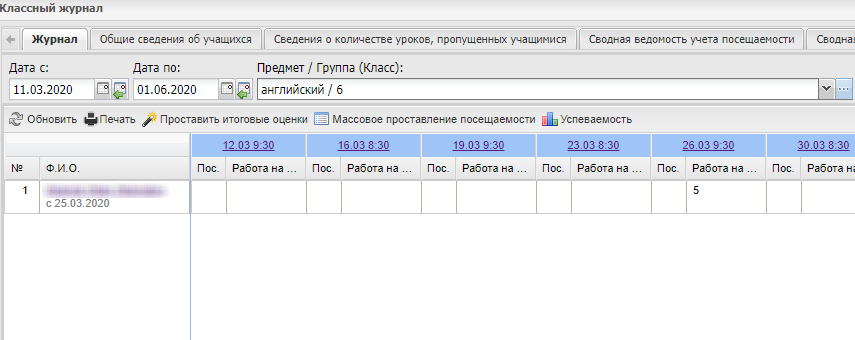 Классный журнал
Журнал Общие сведения об учащихся Сведения о количестве уроков, пропущенных учащимися Сводная ведомость учета посещаемости Сводная
Дата с: Дата по: Предмет / Группа (Класс):
11.03.2020 01.06.2020 английский / 6
Обновить Печать Проставить итоговые оценки Массовое проставление посещаемости Успеваемость
12.03 9:30 16.03 8:30 19.03 9:30 23.03 8:30 26.03 9:30 30.03 8:30
№ Ф.И.О. Пос. Работа на ... Пос. Работа на ... Пос. Работа на ... Пос. Работа на ... Пос. Работа на ... Пос. Работа
1 5
с 25.03.2020